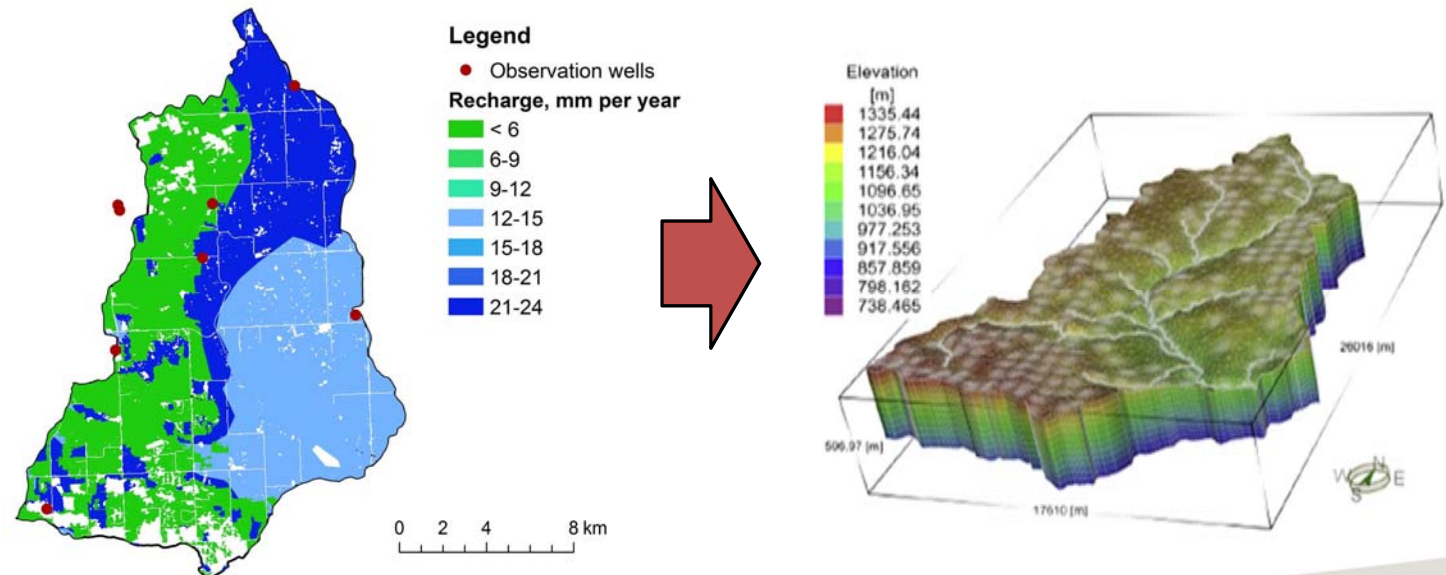 Legend
Observation wells
Recharge, mm per year
< 6
6-9
9-12
12-15
15-18
18-21
21-24
0 2 4 8 km
Elevation
[m]
1335.44
1275.74
1216.04
1156.34
1096.65
1036.95
977.253
917.556
857.859
798.162
738.465
26016 [m]
596.97 [m]
17610 [m]
N
W E
S